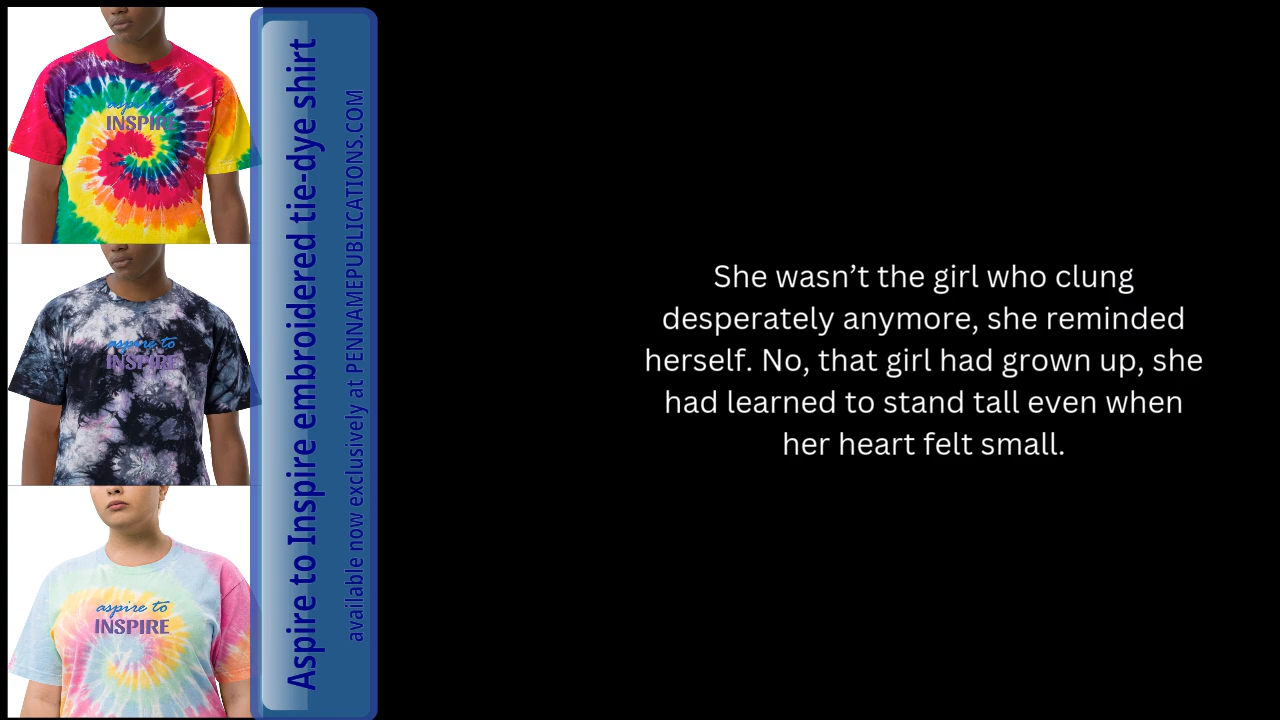 aspire to
INSPIRE
aspire to
INSPIRE
aspire to
INSPIRE
Aspire to Inspire embroidered tie-dye shirt
available now exclusively at PENNAMEPUBLICATIONS.COM
She wasn’t the girl who clung
desperately anymore, she reminded
herself. No, that girl had grown up, she
had learned to stand tall even when
her heart felt small.